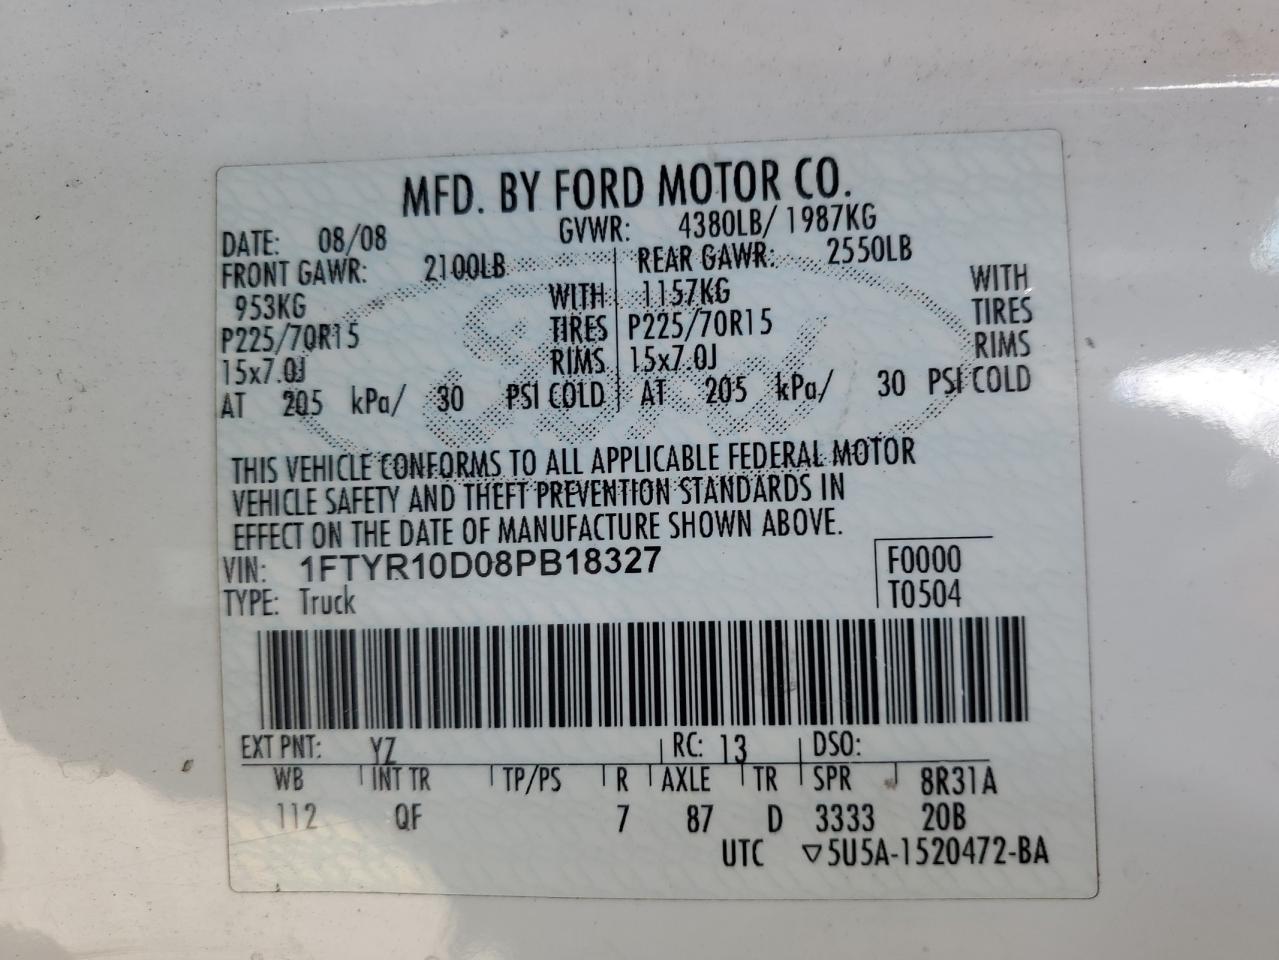 MFD. BY FORD MOTOR CO.
DATE: 08/08 GVWR: 4380LB/ 1987KG
FRONT GAWR: 2100LB REAR GAWR: 2550LB
953KG WITH 1157KG WITH
P225/70R15 TIRES P225/70R15 TIRES
15x7.0J RIMS 15x7.0J RIMS
AT 205 kPa/ 30 PSI COLD AT 205 kPa/ 30 PSI COLD
THIS VEHICLE CONFORMS TO ALL APPLICABLE FEDERAL MOTOR
VEHICLE SAFETY AND THEFT PREVENTION STANDARDS IN
EFFECT ON THE DATE OF MANUFACTURE SHOWN ABOVE.
VIN: 1FTYR10D08PB18327 F0000
TYPE: Truck T0504
EXT PNT: YZ RC: 13 DSO:
WB INT TR TP/PS R AXLE TR SPR 8R31A
112 QF 7 87 D 3333 20B
UTC ▽5U5A-1520472-BA